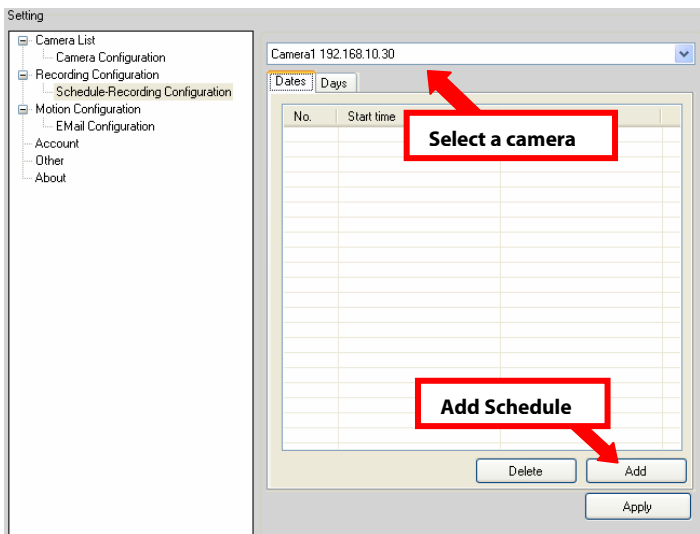 Setting
Camera List
Camera Configuration
Recording Configuration
Schedule-Recording Configuration
Motion Configuration
EMail Configuration
Account
Other
About
Camera1 192.168.10.30
Dates Days
No. Start time
Select a camera
Add Schedule
Delete Add
Apply